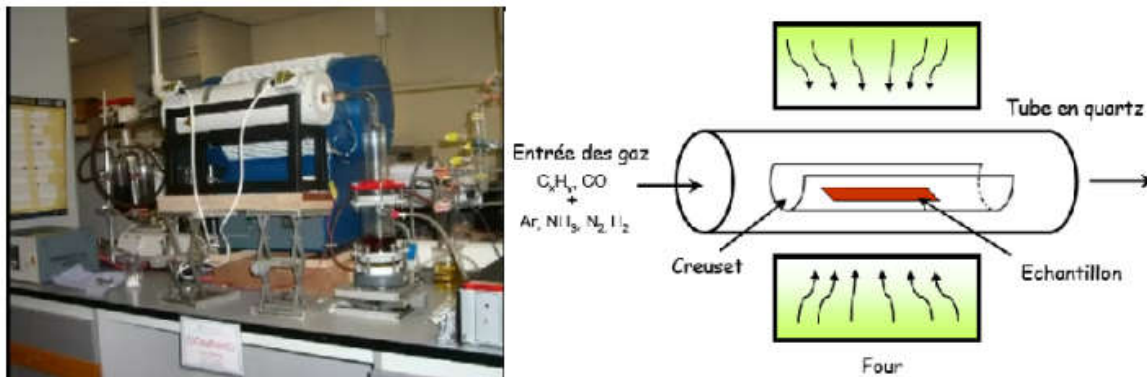 Tube en quartz
Entrée des gaz
CxHy, CO
+
Ar, NH3, N2, H2
Creuset
Echantillon
Four